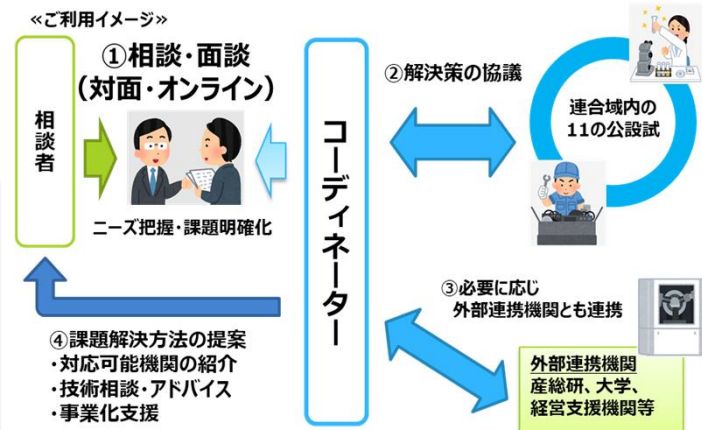 ≪ご利用イメージ≫
相談者
①相談・面談
（対面・オンライン）
ニーズ把握・課題明確化
コーディネーター
②解決策の協議
連合域内の
11の公設試
③必要に応じ
外部連携機関とも連携
外部連携機関
産総研、大学、
経営支援機関等
④課題解決方法の提案
・対応可能機関の紹介
・技術相談・アドバイス
・事業化支援